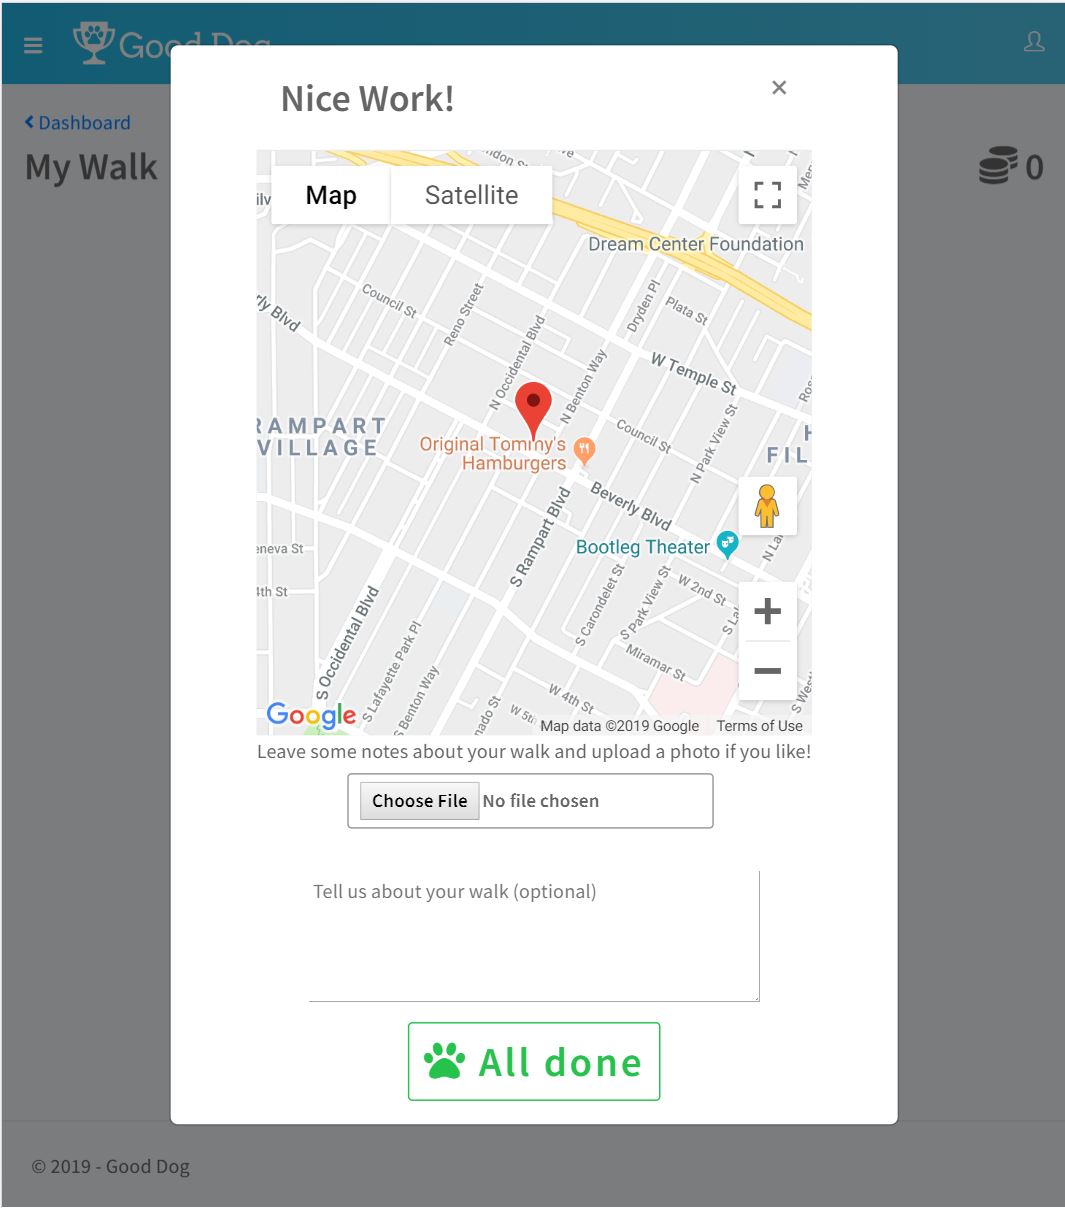 Good Dog
Nice Work!
×
Dashboard
My Walk
0
Map
Satellite
Dream Center Foundation
Dryden Pl
Plata St
Council St
Reno Street
N Occidental Blvd
N Benton Way
W Temple St
RAMPART
VILLAGE
Original Tommy's
Hamburgers
Council St
N Park View St
FIL
Beverly Blvd
S Rampart Blvd
Bootleg Theater
eneva St
4th St
W 2nd St
S Carondelet St
S Park View St
Miramar St
S Occidental Blvd
S Lafayette Park Pl
S Benton Way
W 4th St
W 5th
Google
Map data ©2019 Google
Terms of Use
Leave some notes about your walk and upload a photo if you like!
Choose File No file chosen
Tell us about your walk (optional)
All done
© 2019 - Good Dog